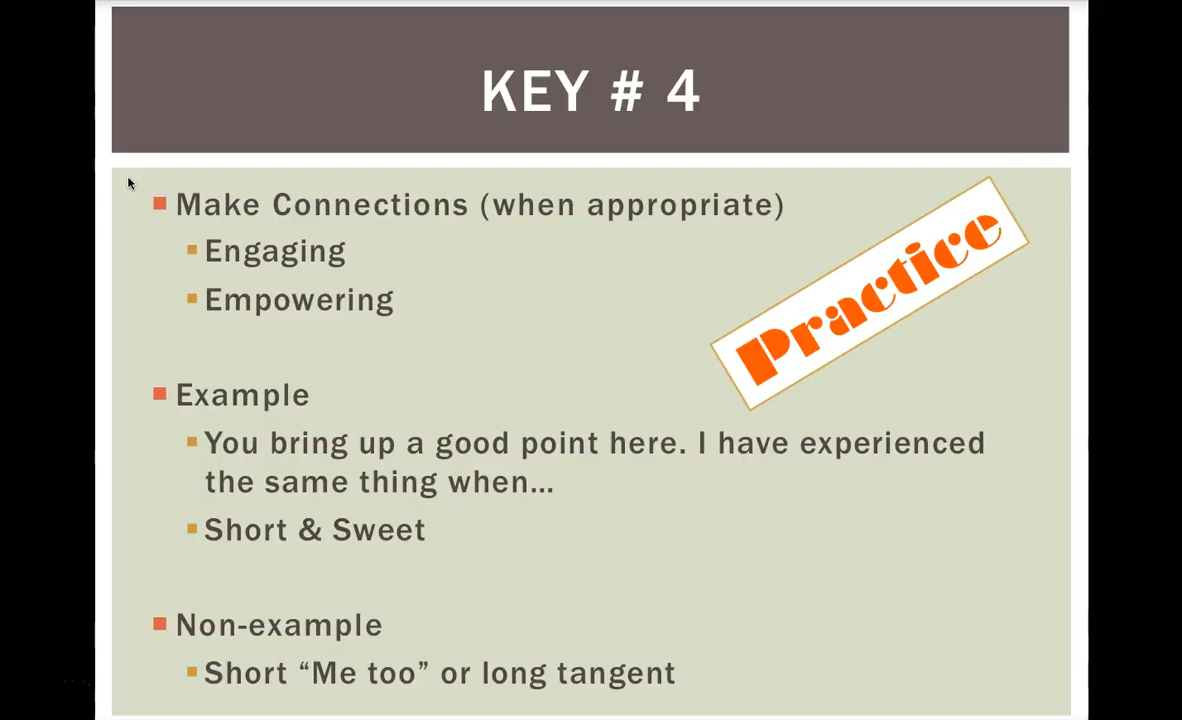 KEY # 4
Make Connections (when appropriate)
Engaging
Empowering
Practice
Example
You bring up a good point here. I have experienced
the same thing when...
Short & Sweet
Non-example
Short “Me too” or long tangent